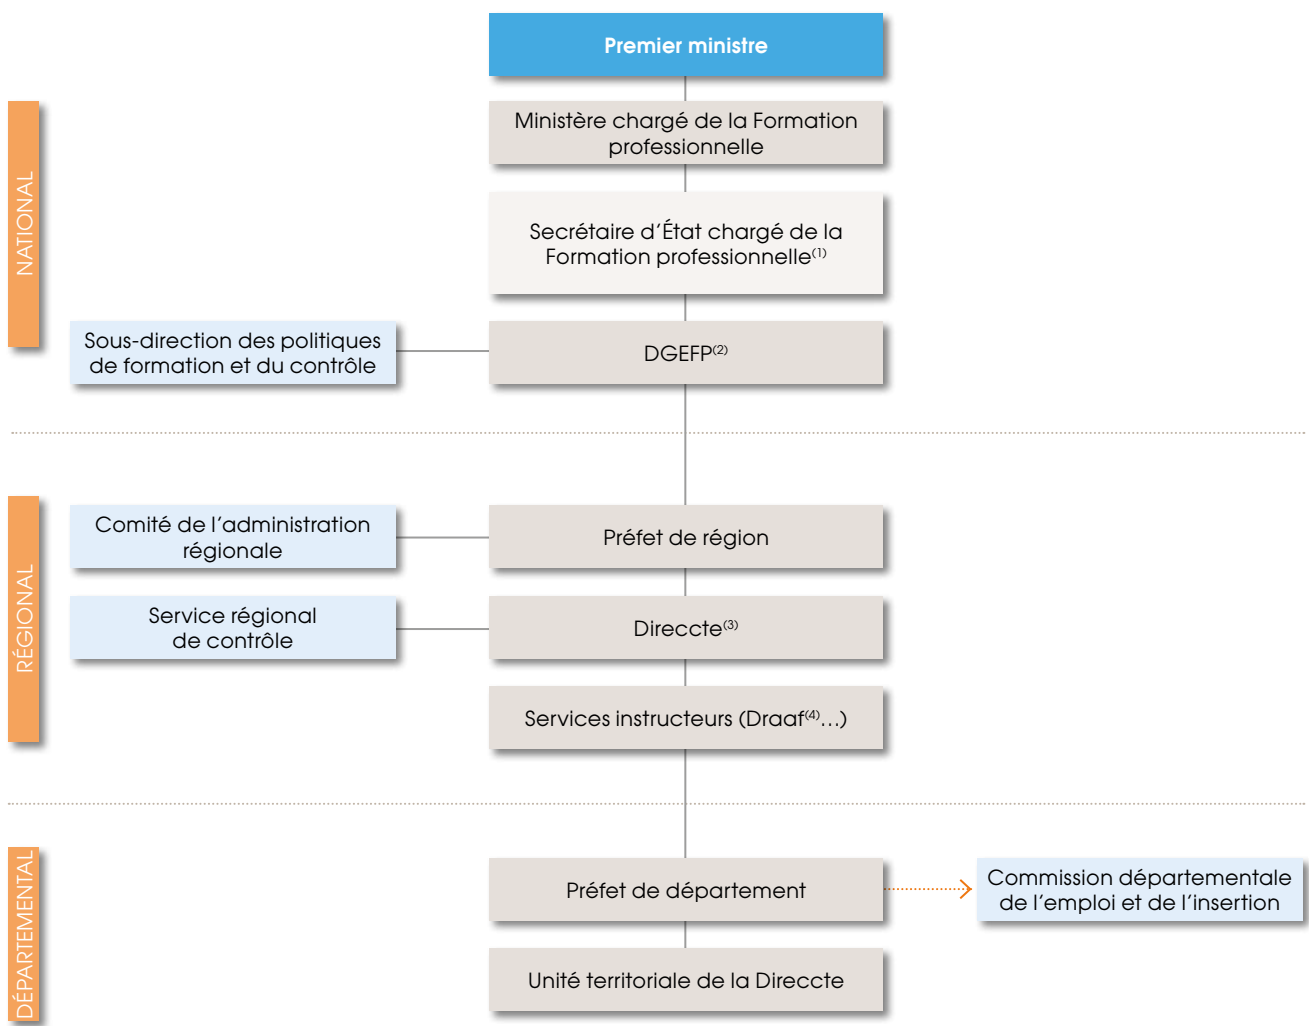 Premier ministre
NATIONAL
Ministère chargé de la Formation
professionnelle
Secrétaire d’État chargé de la
Formation professionnelle(1)
Sous-direction des politiques
de formation et du contrôle
DGEFP(2)
RÉGIONAL
Comité de l’administration
régionale
Préfet de région
Service régional
de contrôle
Direccte(3)
Services instructeurs (Draaf(4)…)
DÉPARTEMENTAL
Préfet de département
Commission départementale
de l’emploi et de l’insertion
Unité territoriale de la Direccte